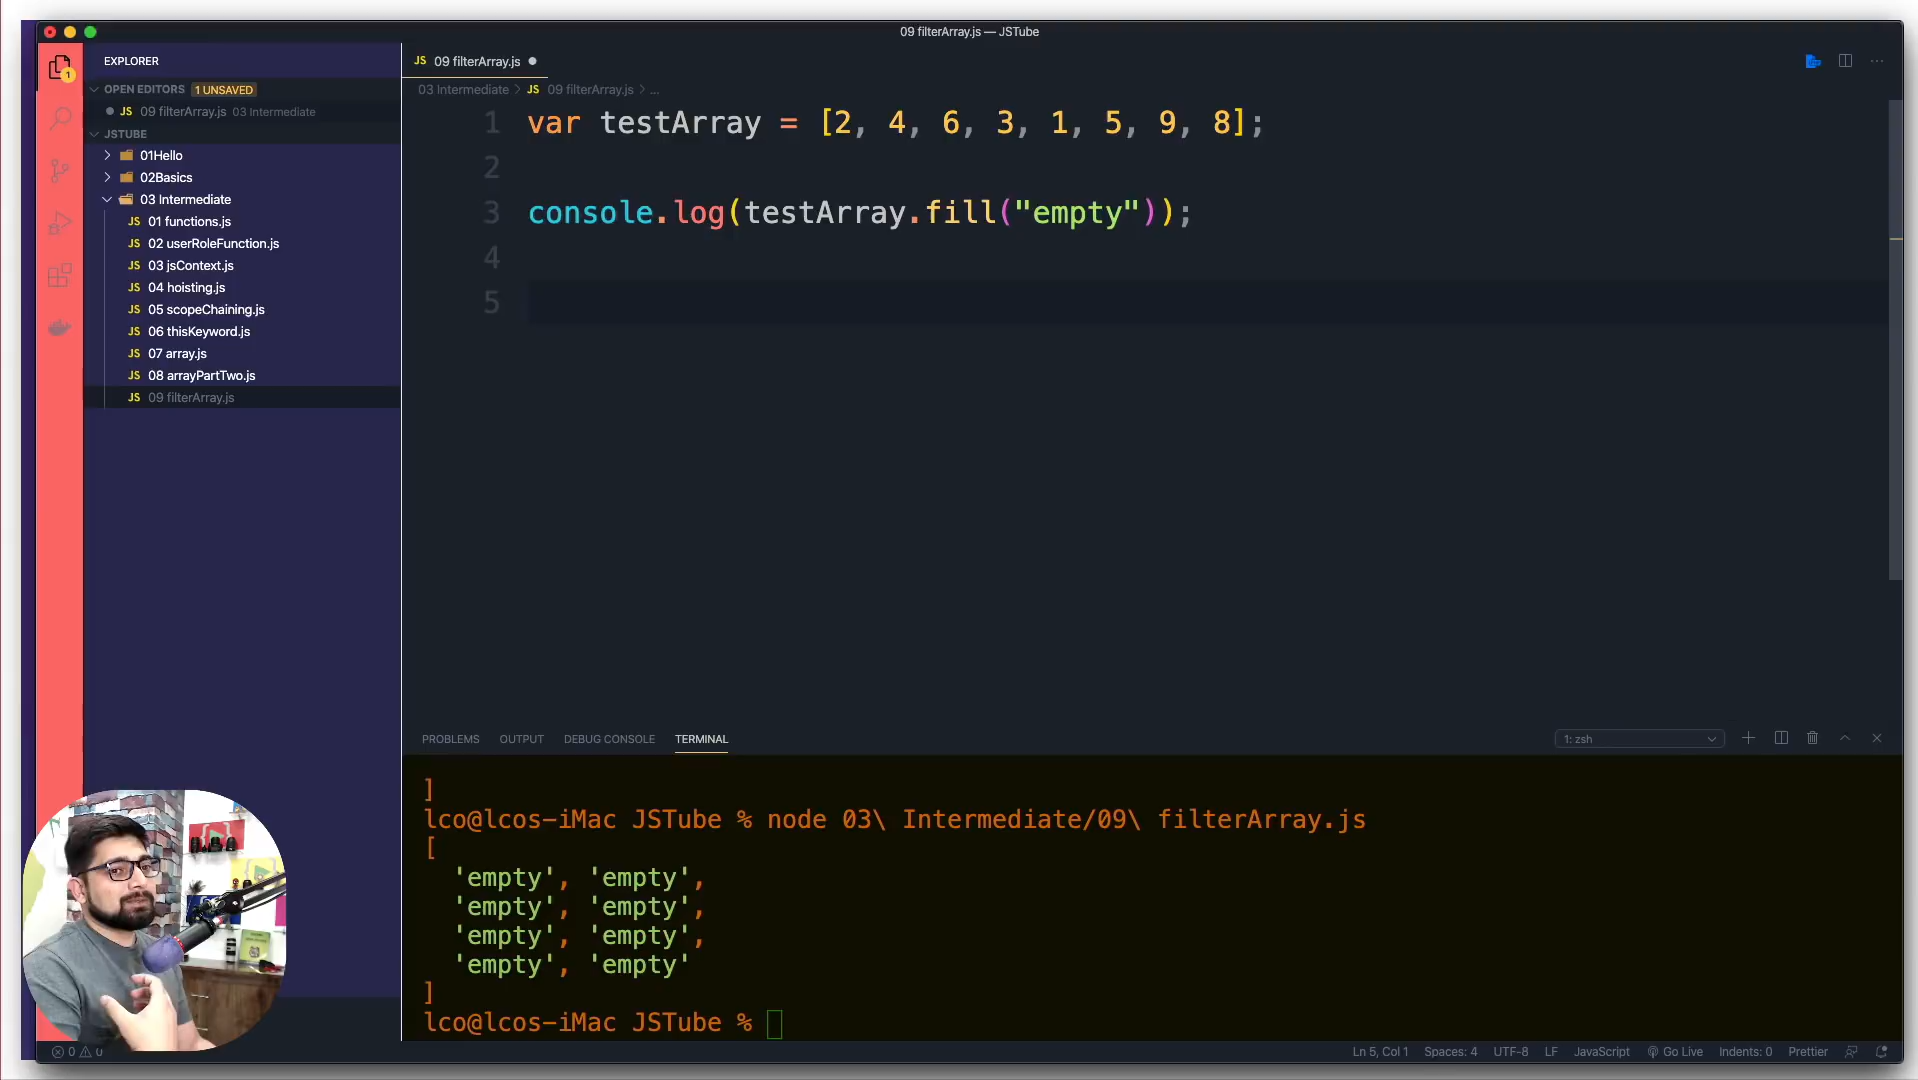 09 filterArray.js — JSTube
EXPLORER
OPEN EDITORS 1 UNSAVED
JS 09 filterArray.js 03 Intermediate
JSTUBE
01Hello
02Basics
03 Intermediate
JS 01 functions.js
JS 02 userRoleFunction.js
JS 03 jsContext.js
JS 04 hoisting.js
JS 05 scopeChaining.js
JS 06 thisKeyword.js
JS 07 array.js
JS 08 arrayPartTwo.js
JS 09 filterArray.js
1
JS 09 filterArray.js
03 Intermediate > JS 09 filterArray.js > ...
1 var testArray = [2, 4, 6, 3, 1, 5, 9, 8];
2
3 console.log(testArray.fill("empty"));
4
5
PROBLEMS OUTPUT DEBUG CONSOLE TERMINAL 1: zsh
]
lco@lcos-iMac JSTube % node 03\ Intermediate/09\ filterArray.js
[
'empty', 'empty',
'empty', 'empty',
'empty', 'empty',
'empty', 'empty'
]
lco@lcos-iMac JSTube %
0 0 Ln 5, Col 1 Spaces: 4 UTF-8 LF JavaScript Go Live Indents: 0 Prettier